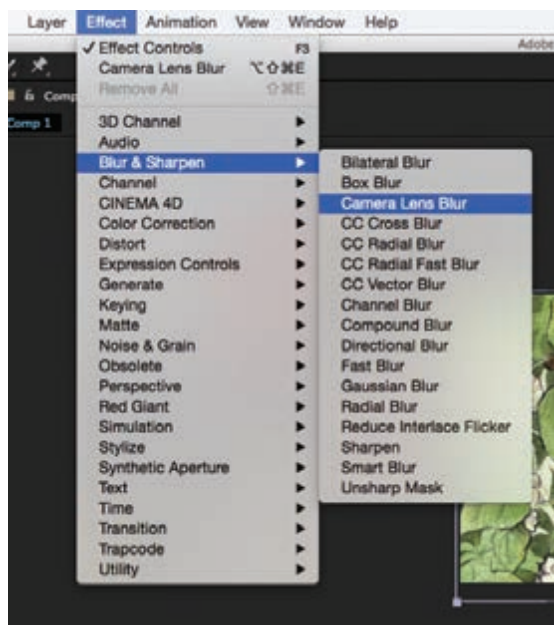 Layer Effect Animation View Window Help
Adobe
✓ Effect Controls F3
Camera Lens Blur ⌥⇧⌘E
Remove All ⇧⌘E
& Comp
Comp 1
3D Channel ▶
Audio ▶
Blur & Sharpen ▶
Channel ▶
CINEMA 4D ▶
Color Correction ▶
Distort ▶
Expression Controls ▶
Generate ▶
Keying ▶
Matte ▶
Noise & Grain ▶
Obsolete ▶
Perspective ▶
Red Giant ▶
Simulation ▶
Stylize ▶
Synthetic Aperture ▶
Text ▶
Time ▶
Transition ▶
Trapcode ▶
Utility ▶
Bilateral Blur
Box Blur
Camera Lens Blur
CC Cross Blur
CC Radial Blur
CC Radial Fast Blur
CC Vector Blur
Channel Blur
Compound Blur
Directional Blur
Fast Blur
Gaussian Blur
Radial Blur
Reduce Interlace Flicker
Sharpen
Smart Blur
Unsharp Mask